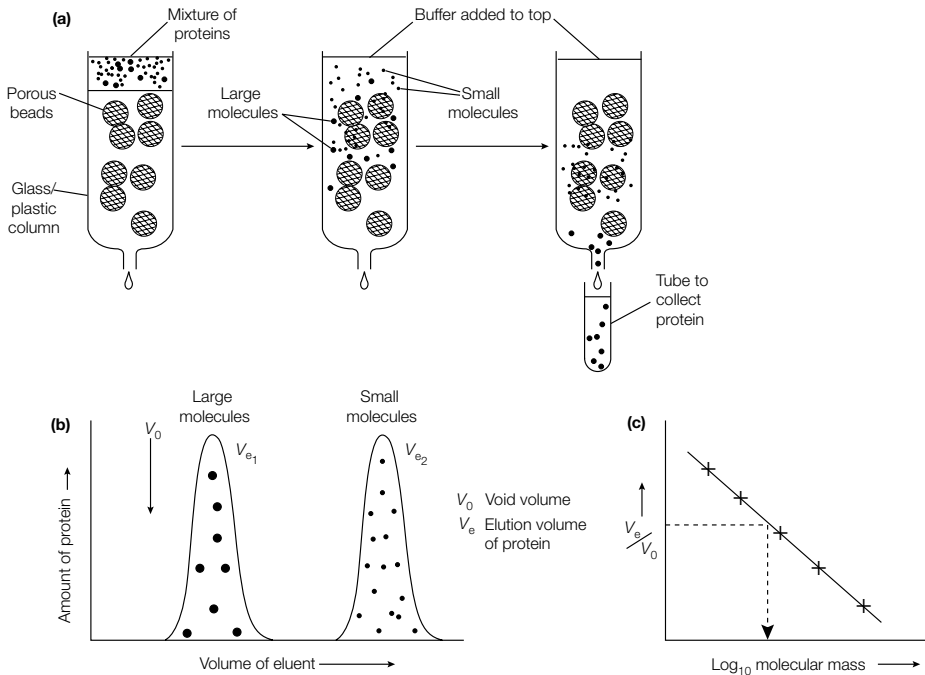 (a)
Mixture of
proteins
Buffer added to top
Porous
beads
Large
molecules
Small
molecules
Glass/
plastic
column
Tube to
collect
protein
(b)
Large
molecules
Small
molecules
V0
Ve1
Ve2
Amount of protein
Volume of eluent
V0 Void volume
Ve Elution volume
of protein
(c)
Ve/V0
Log10 molecular mass